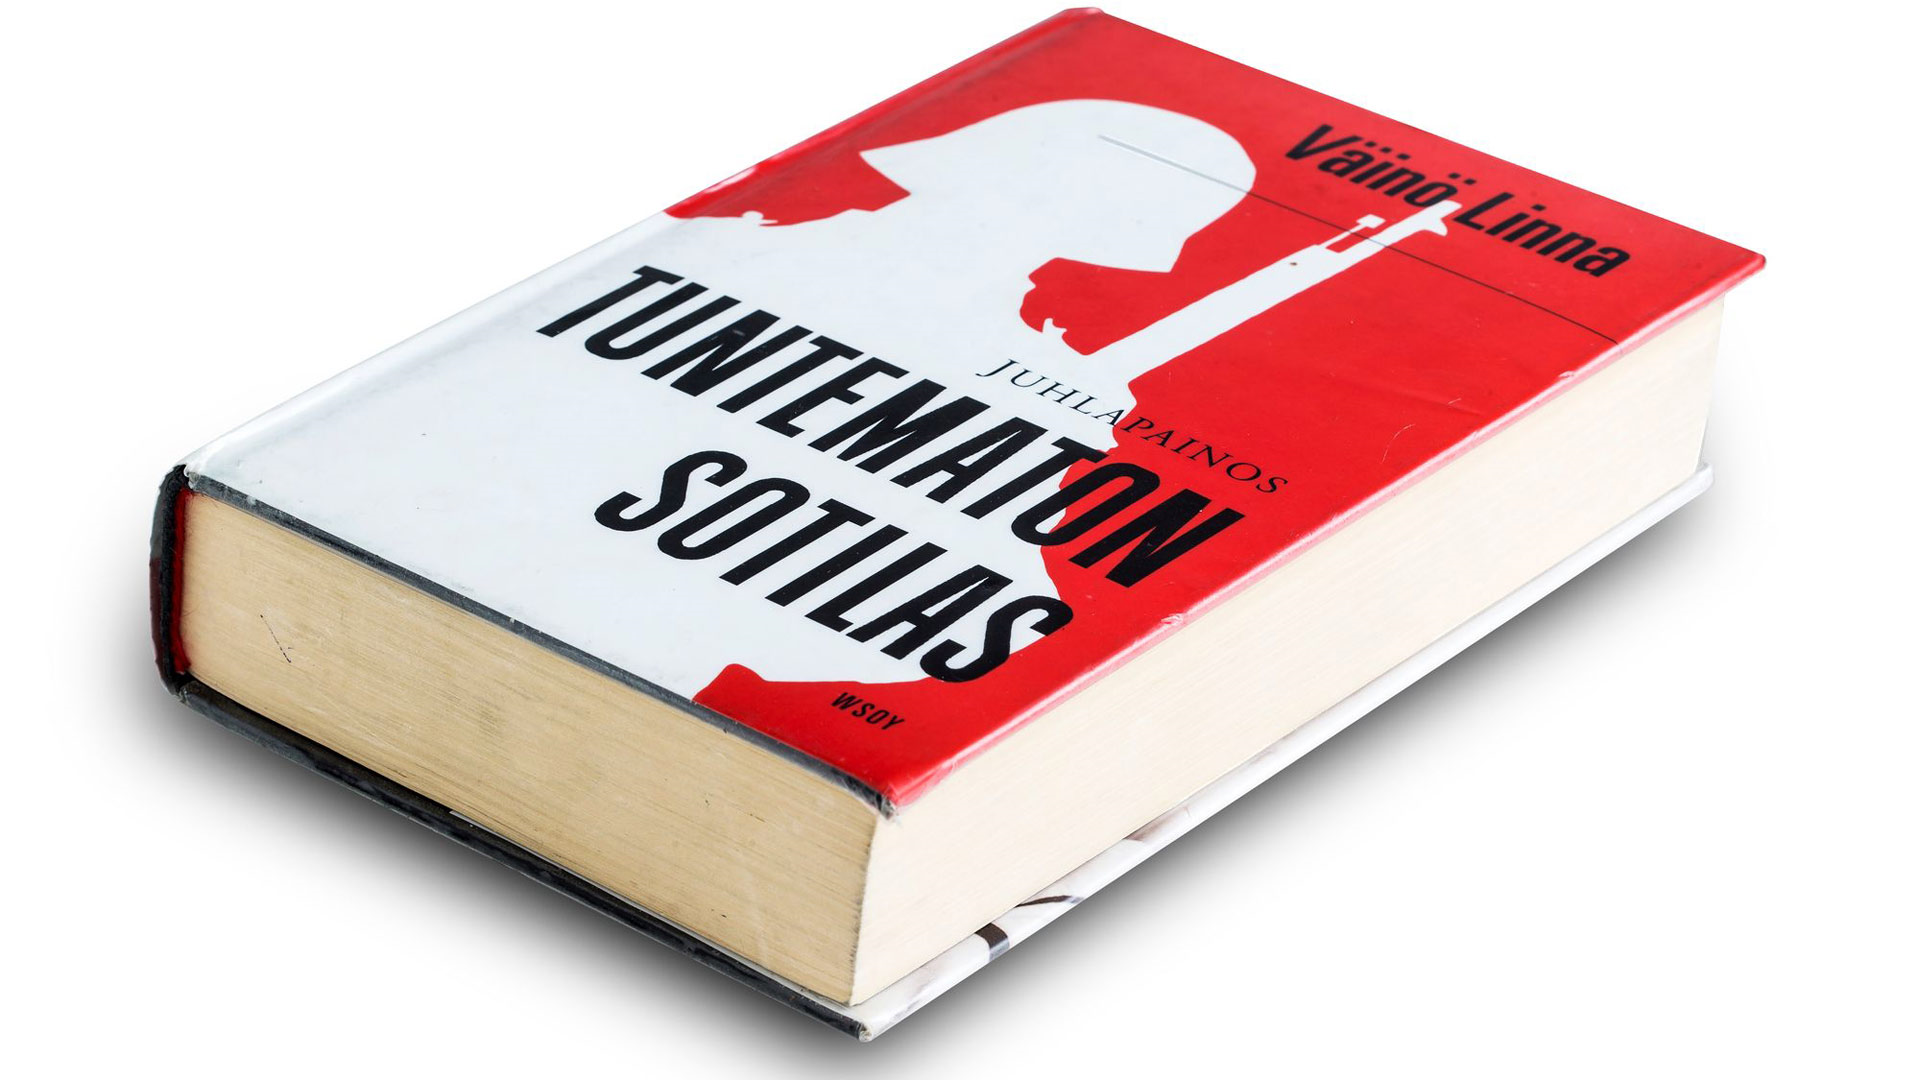 Väinö Linna
JUHLAPAINOS
TUNTEMATON
SOTILAS
WSOY